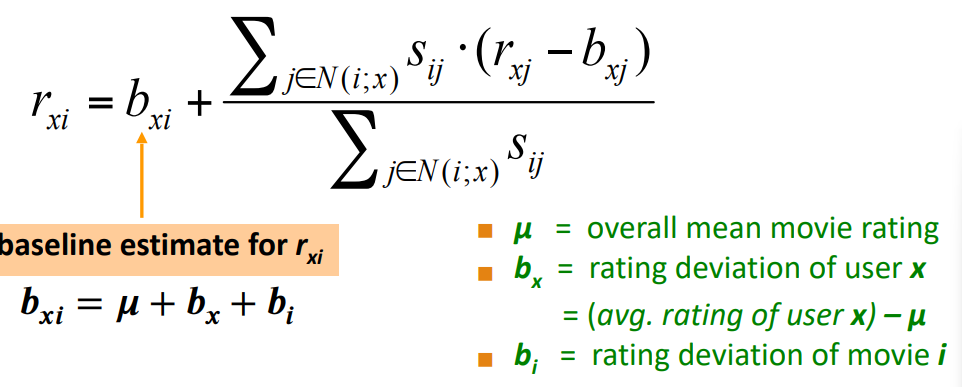 r_xi = b_xi + ∑_{j∈N(i;x)} s_ij · (r_xj − b_xj) / ∑_{j∈N(i;x)} s_ij
baseline estimate for r_xi
b_xi = μ + b_x + b_i
■ μ = overall mean movie rating
■ b_x = rating deviation of user x
= (avg. rating of user x) – μ
■ b_i = rating deviation of movie i